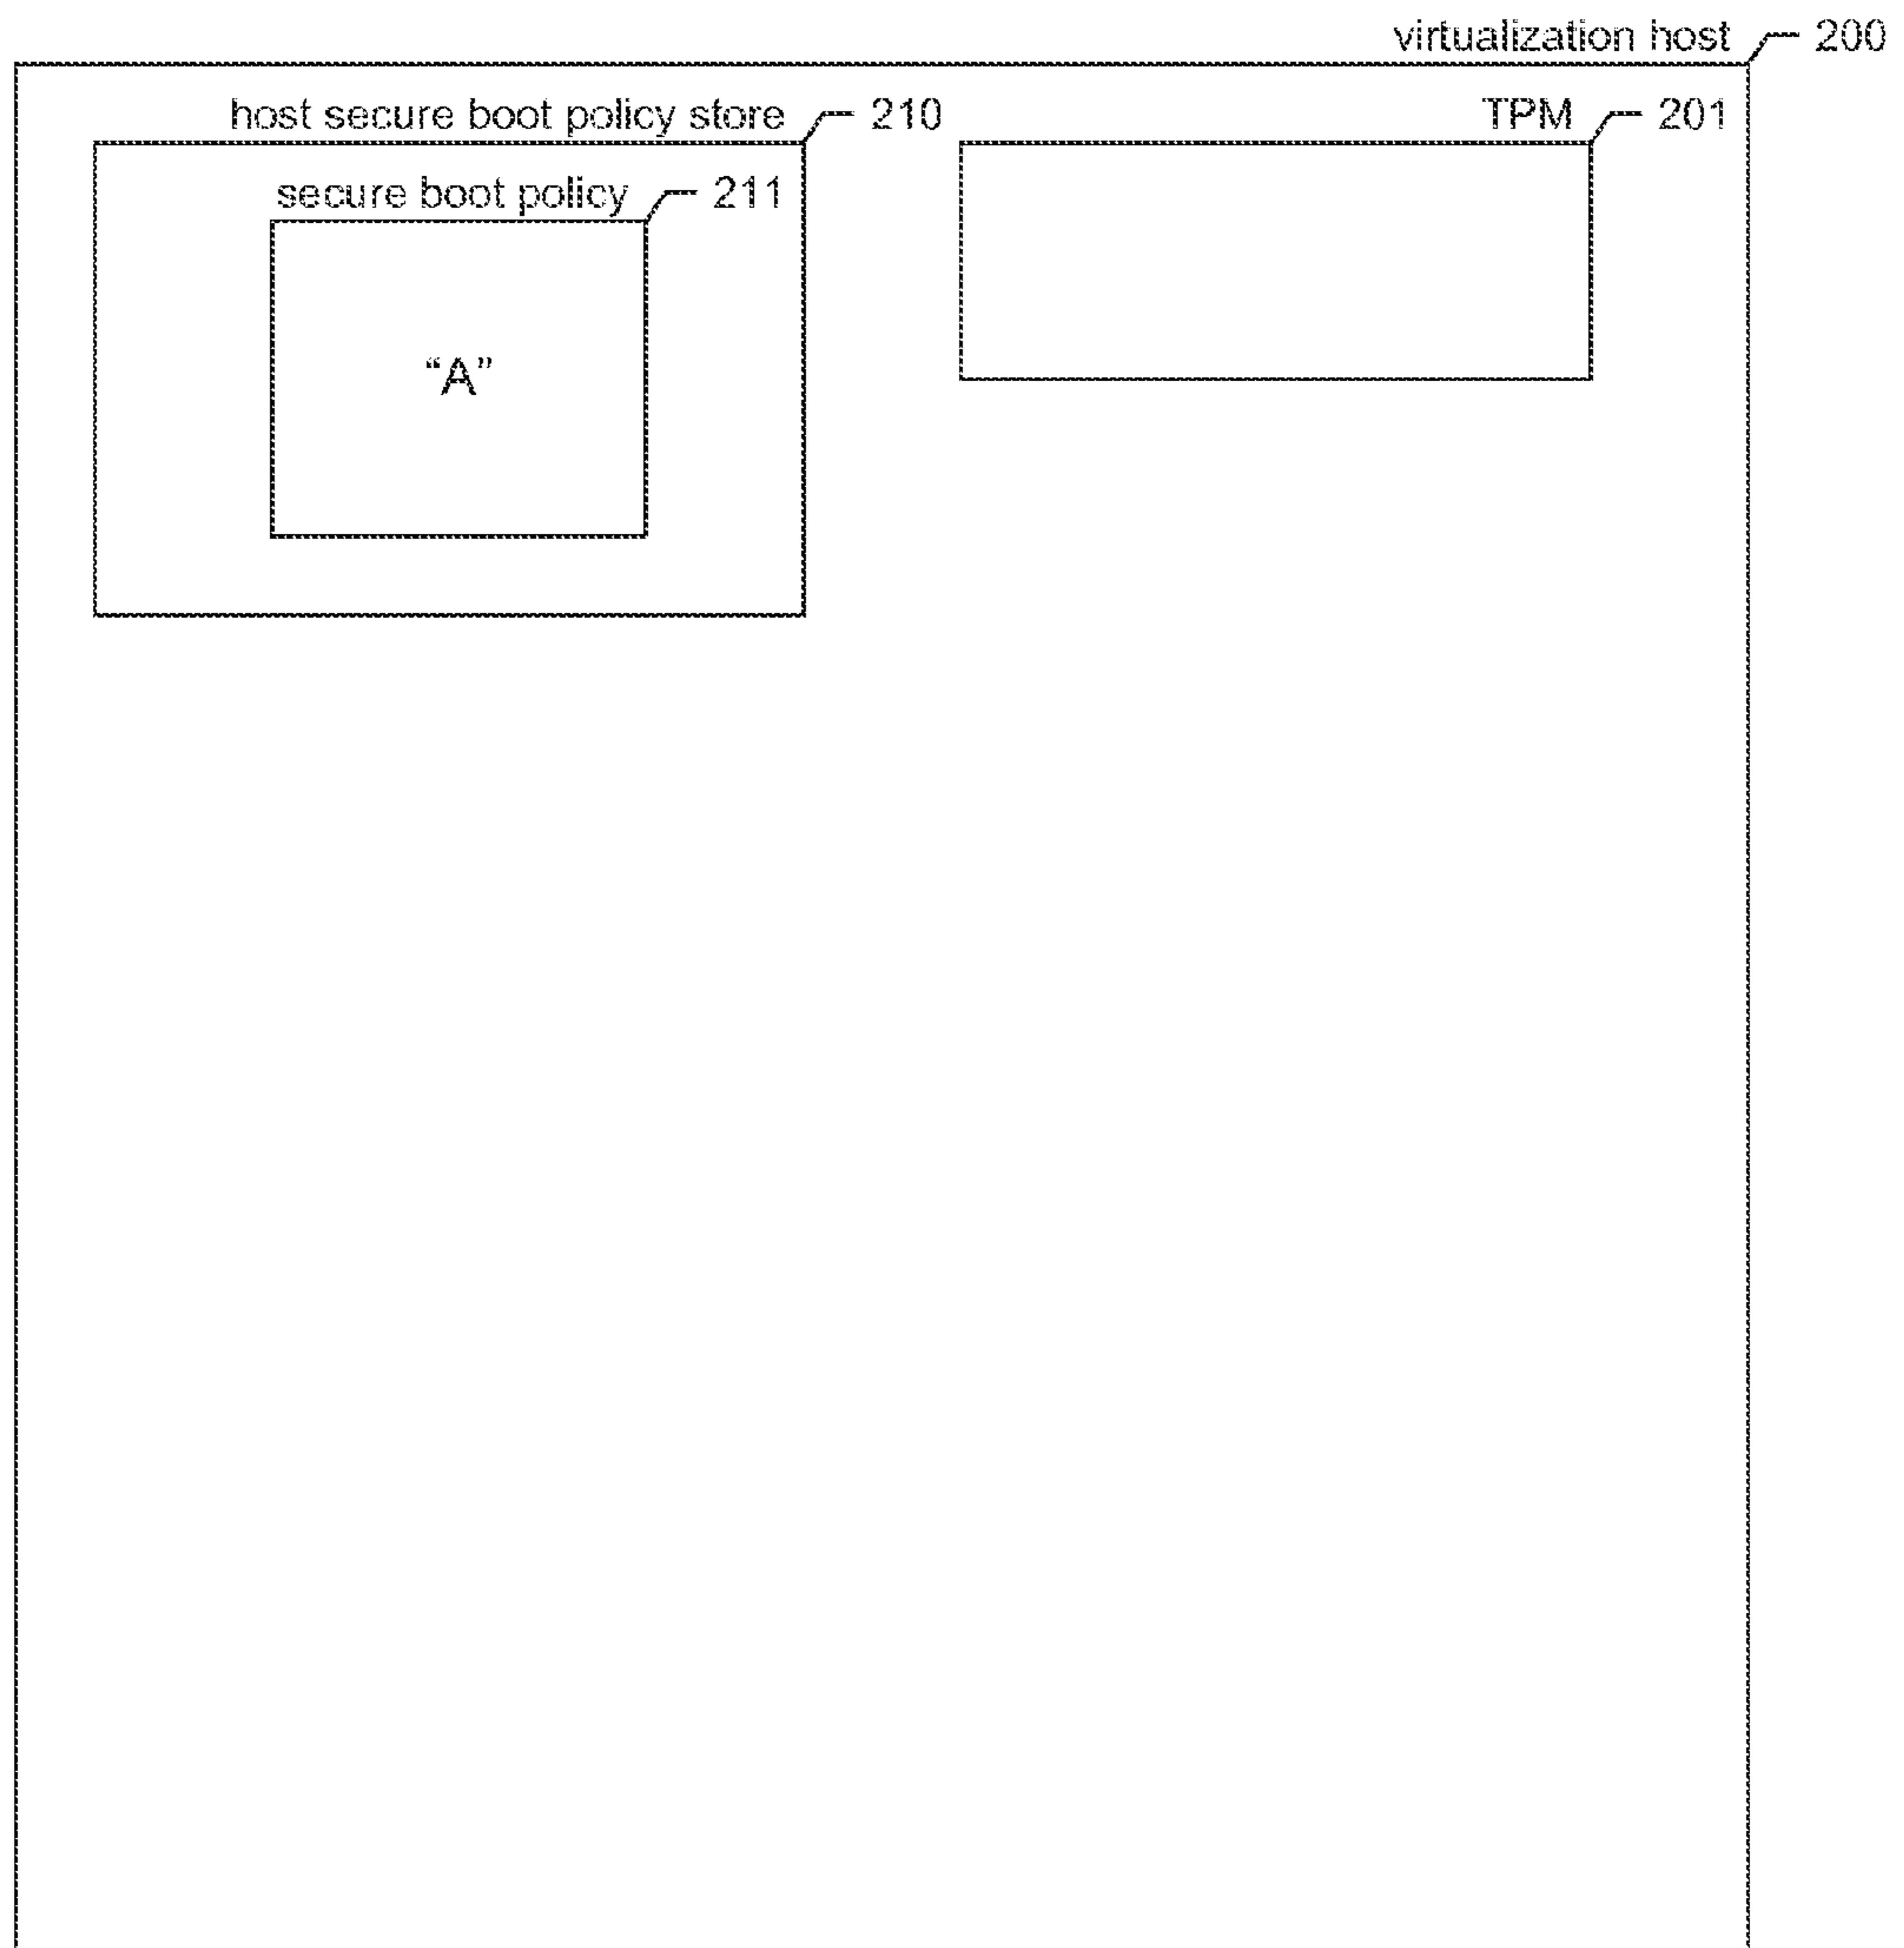 virtualization host 200
host secure boot policy store 210
TPM 201
secure boot policy 211
“A”